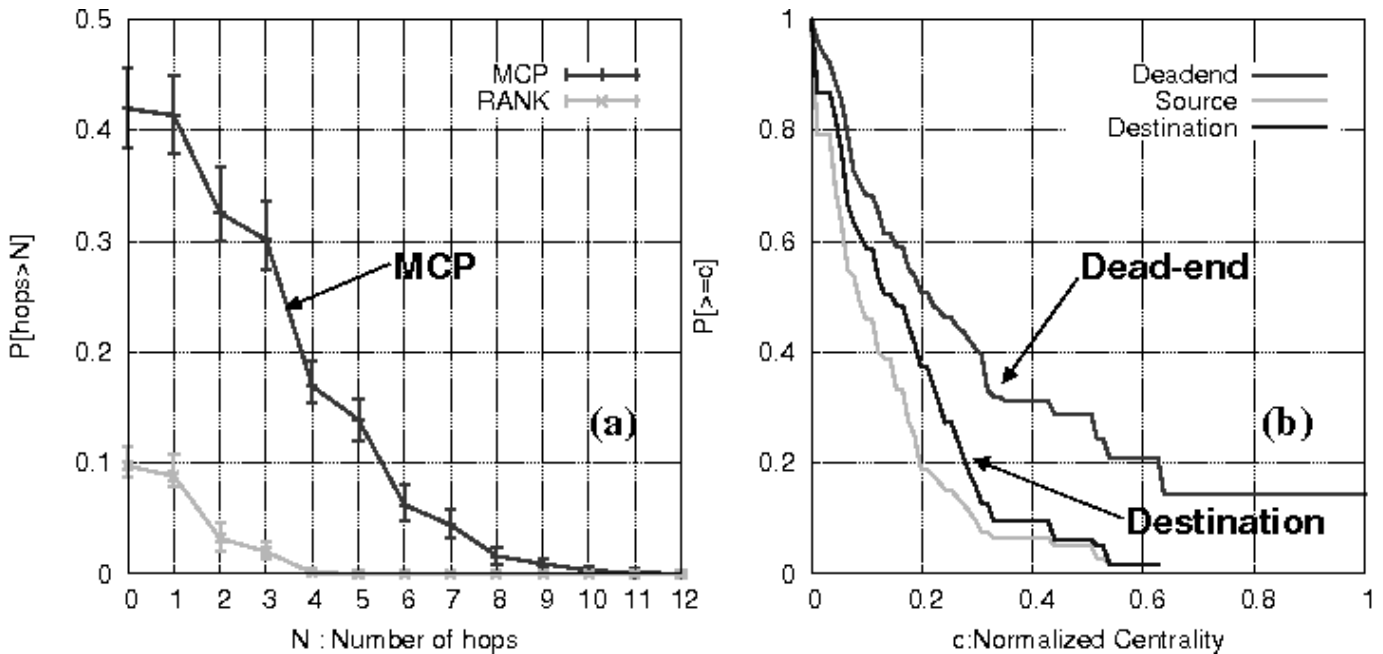 0.5
0.4
0.3
0.2
0.1
0
P[hops>N]
MCP
RANK
MCP
(a)
0 1 2 3 4 5 6 7 8 9 10 11 12
N : Number of hops
1
0.8
0.6
0.4
0.2
0
P[>=c]
Deadend
Source
Destination
Dead-end
(b)
Destination
0 0.2 0.4 0.6 0.8 1
c:Normalized Centrality